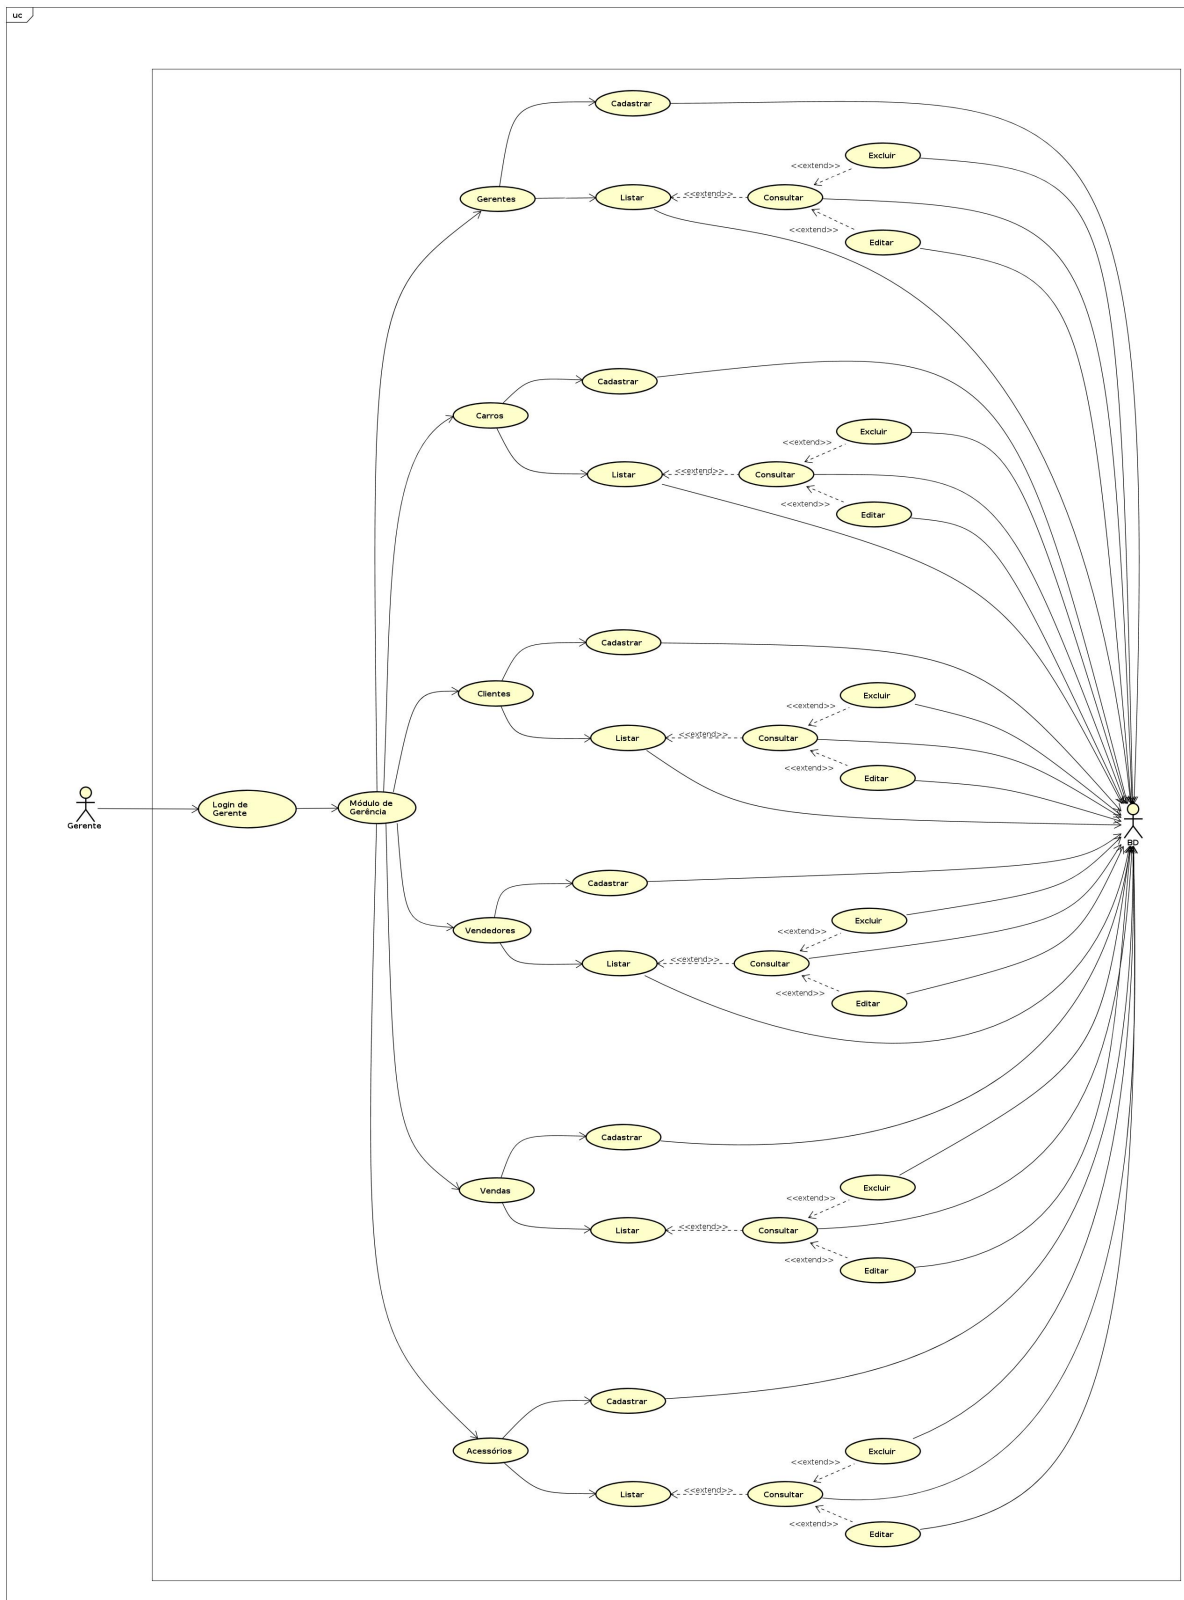 uc
Cadastrar
Excluir
<<extend>>
Gerentes
Listar
<<extend>>
Consultar
<<extend>>
Editar
Cadastrar
Carros
Excluir
<<extend>>
Listar
<<extend>>
Consultar
<<extend>>
Editar
Cadastrar
Clientes
Excluir
<<extend>>
Listar
<<extend>>
Consultar
<<extend>>
Editar
Gerente
Login de
Gerente
Módulo de
Gerência
BD
Cadastrar
Vendedores
Excluir
<<extend>>
Listar
<<extend>>
Consultar
<<extend>>
Editar
Cadastrar
Vendas
Excluir
<<extend>>
Listar
<<extend>>
Consultar
<<extend>>
Editar
Cadastrar
Acessórios
Excluir
<<extend>>
Listar
<<extend>>
Consultar
<<extend>>
Editar